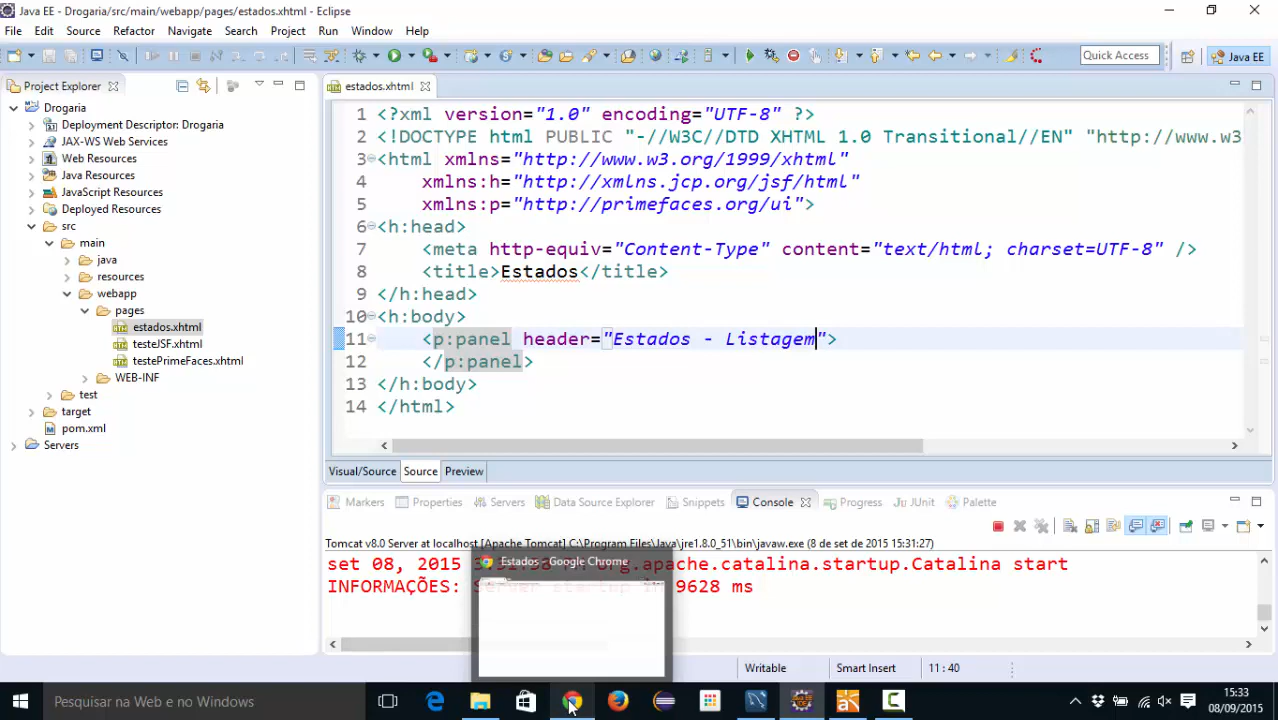 Java EE - Drogaria/src/main/webapp/pages/estados.xhtml - Eclipse
File Edit Source Refactor Navigate Search Project Run Window Help
Quick Access
Java EE
Project Explorer
Drogaria
Deployment Descriptor: Drogaria
JAX-WS Web Services
Web Resources
Java Resources
JavaScript Resources
Deployed Resources
src
main
java
resources
webapp
pages
estados.xhtml
testeJSF.xhtml
testePrimeFaces.xhtml
WEB-INF
test
target
pom.xml
Servers
estados.xhtml
1 <?xml version="1.0" encoding="UTF-8" ?>
2 <!DOCTYPE html PUBLIC "-//W3C//DTD XHTML 1.0 Transitional//EN" "http://www.w3
3 <html xmlns="http://www.w3.org/1999/xhtml"
4 xmlns:h="http://xmlns.jcp.org/jsf/html"
5 xmlns:p="http://primefaces.org/ui">
6 <h:head>
7 <meta http-equiv="Content-Type" content="text/html; charset=UTF-8" />
8 <title>Estados</title>
9 </h:head>
10 <h:body>
11 <p:panel header="Estados - Listagem">
12 </p:panel>
13 </h:body>
14 </html>
Visual/Source Source Preview
Markers Properties Servers Data Source Explorer Snippets Console Progress JUnit Palette
Tomcat v8.0 Server at localhost [Apache Tomcat] C:\Program Files\Java\jre1.8.0_51\bin\javaw.exe (8 de set de 2015 15:31:27)
set 08, 2015 org.apache.catalina.startup.Catalina start
INFORMAÇÕES: Server startup in 9628 ms
Estados - Google Chrome
Writable Smart Insert 11 : 40
Pesquisar na Web e no Windows
15:33
08/09/2015